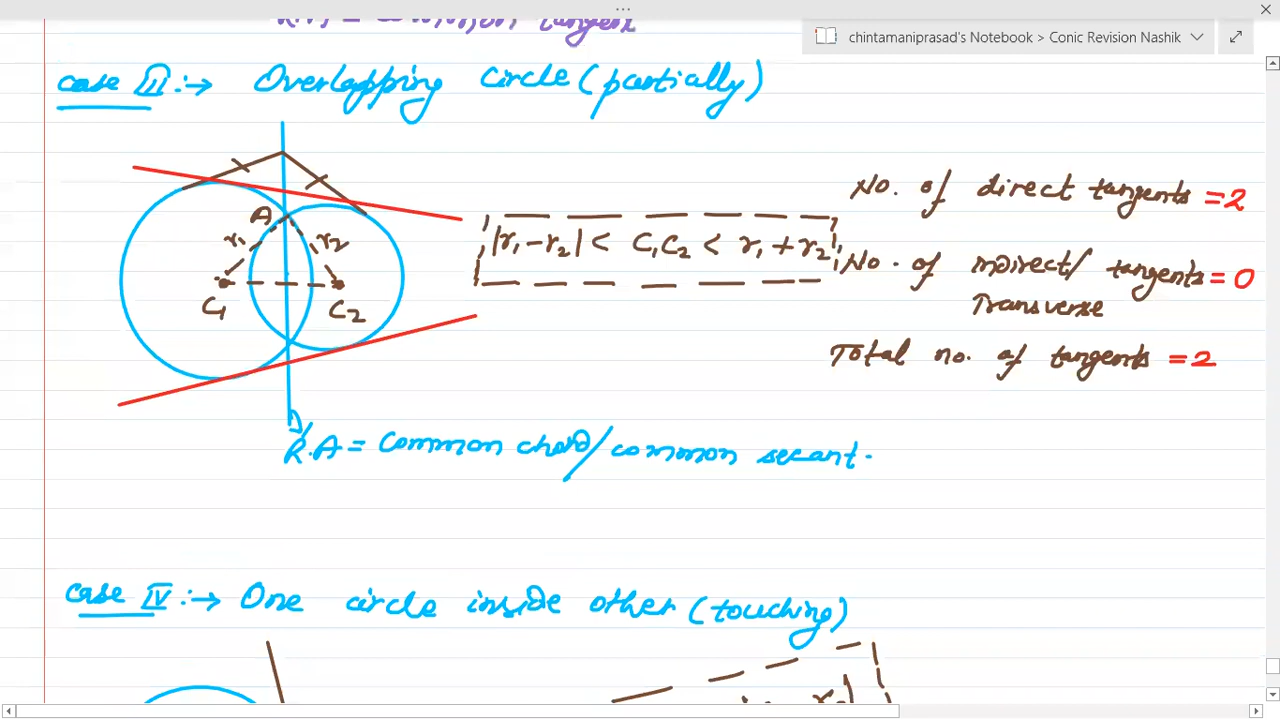 R.A = common tangent
chintamaniprasad's Notebook > Conic Revision Nashik
case III :→ Overlapping circle (partially)
No. of direct tangents = 2
A
r1 r2
|r1 - r2| < C1C2 < r1 + r2
No. of indirect/ tangents = 0
Transverse
C1 C2
Total no. of tangents = 2
R.A = common chord/common secant.
case IV :→ One circle inside other (touching)